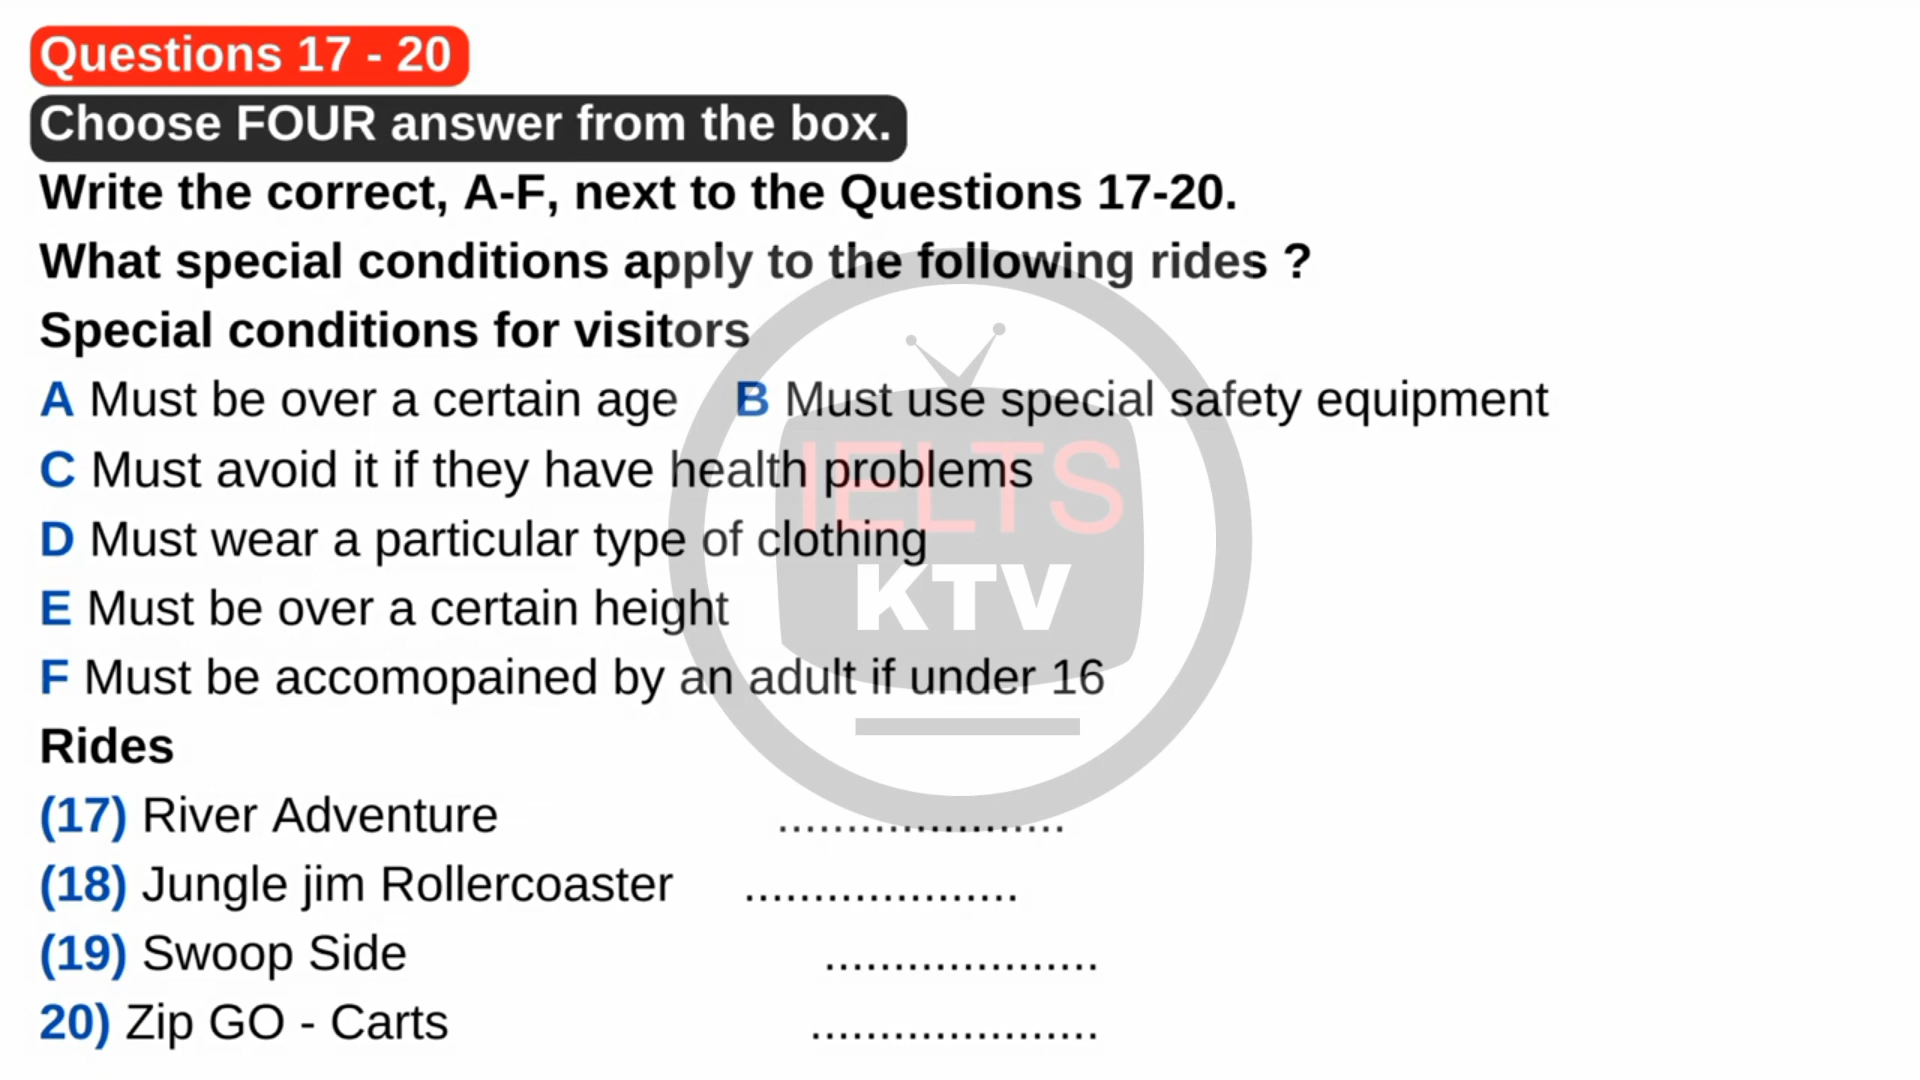 Questions 17 - 20
Choose FOUR answer from the box.
Write the correct, A-F, next to the Questions 17-20.
What special conditions apply to the following rides ?
Special conditions for visitors
A Must be over a certain age B Must use special safety equipment
C Must avoid it if they have health problems
D Must wear a particular type of clothing
E Must be over a certain height
F Must be accomopained by an adult if under 16
Rides
(17) River Adventure .....................
(18) Jungle jim Rollercoaster ....................
(19) Swoop Side ....................
20) Zip GO - Carts .....................
IELTS
KTV